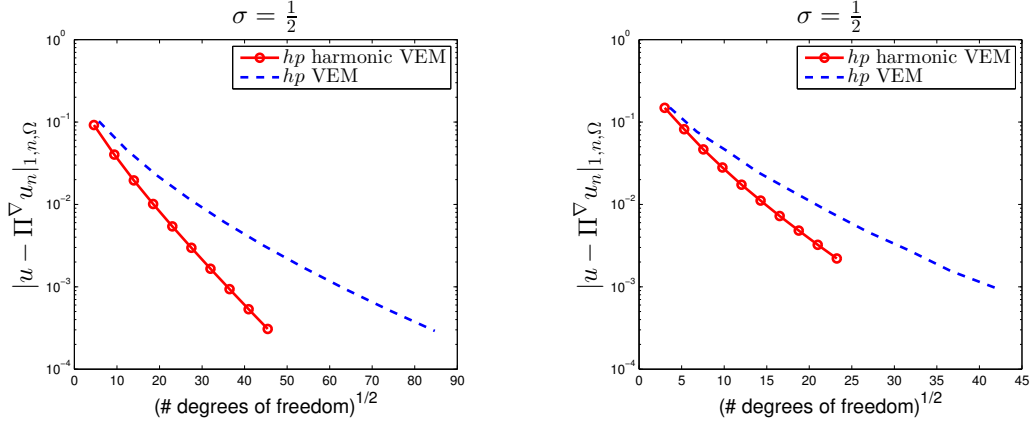 σ = 1/2
10^0
10^−1
10^−2
10^−3
10^−4
|u − Π^∇ u_n|_{1,n,Ω}
hp harmonic VEM
hp VEM
0 10 20 30 40 50 60 70 80 90
(# degrees of freedom)^{1/2}
σ = 1/2
10^0
10^−1
10^−2
10^−3
10^−4
|u − Π^∇ u_n|_{1,n,Ω}
hp harmonic VEM
hp VEM
0 5 10 15 20 25 30 35 40 45
(# degrees of freedom)^{1/2}